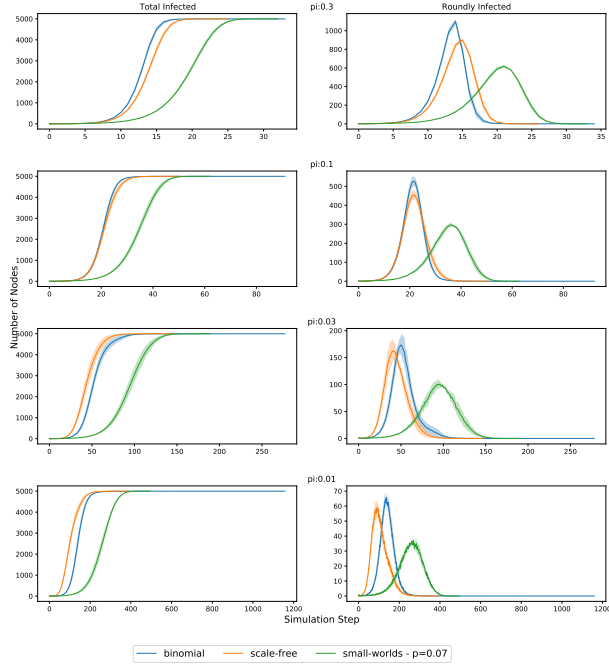 Total Infected
pi:0.3
Roundly Infected
5000
4000
3000
2000
1000
0
0 5 10 15 20 25 30
1000
800
600
400
200
0
0 5 10 15 20 25 30 35
pi:0.1
5000
4000
3000
2000
1000
0
0 20 40 60 80
500
400
300
200
100
0
0 20 40 60 80
Number of Nodes
pi:0.03
5000
4000
3000
2000
1000
0
0 50 100 150 200 250
200
150
100
50
0
0 50 100 150 200 250
pi:0.01
5000
4000
3000
2000
1000
0
0 200 400 600 800 1000 1200
70
60
50
40
30
20
10
0
0 200 400 600 800 1000 1200
Simulation Step
binomial scale-free small-worlds - p=0.07